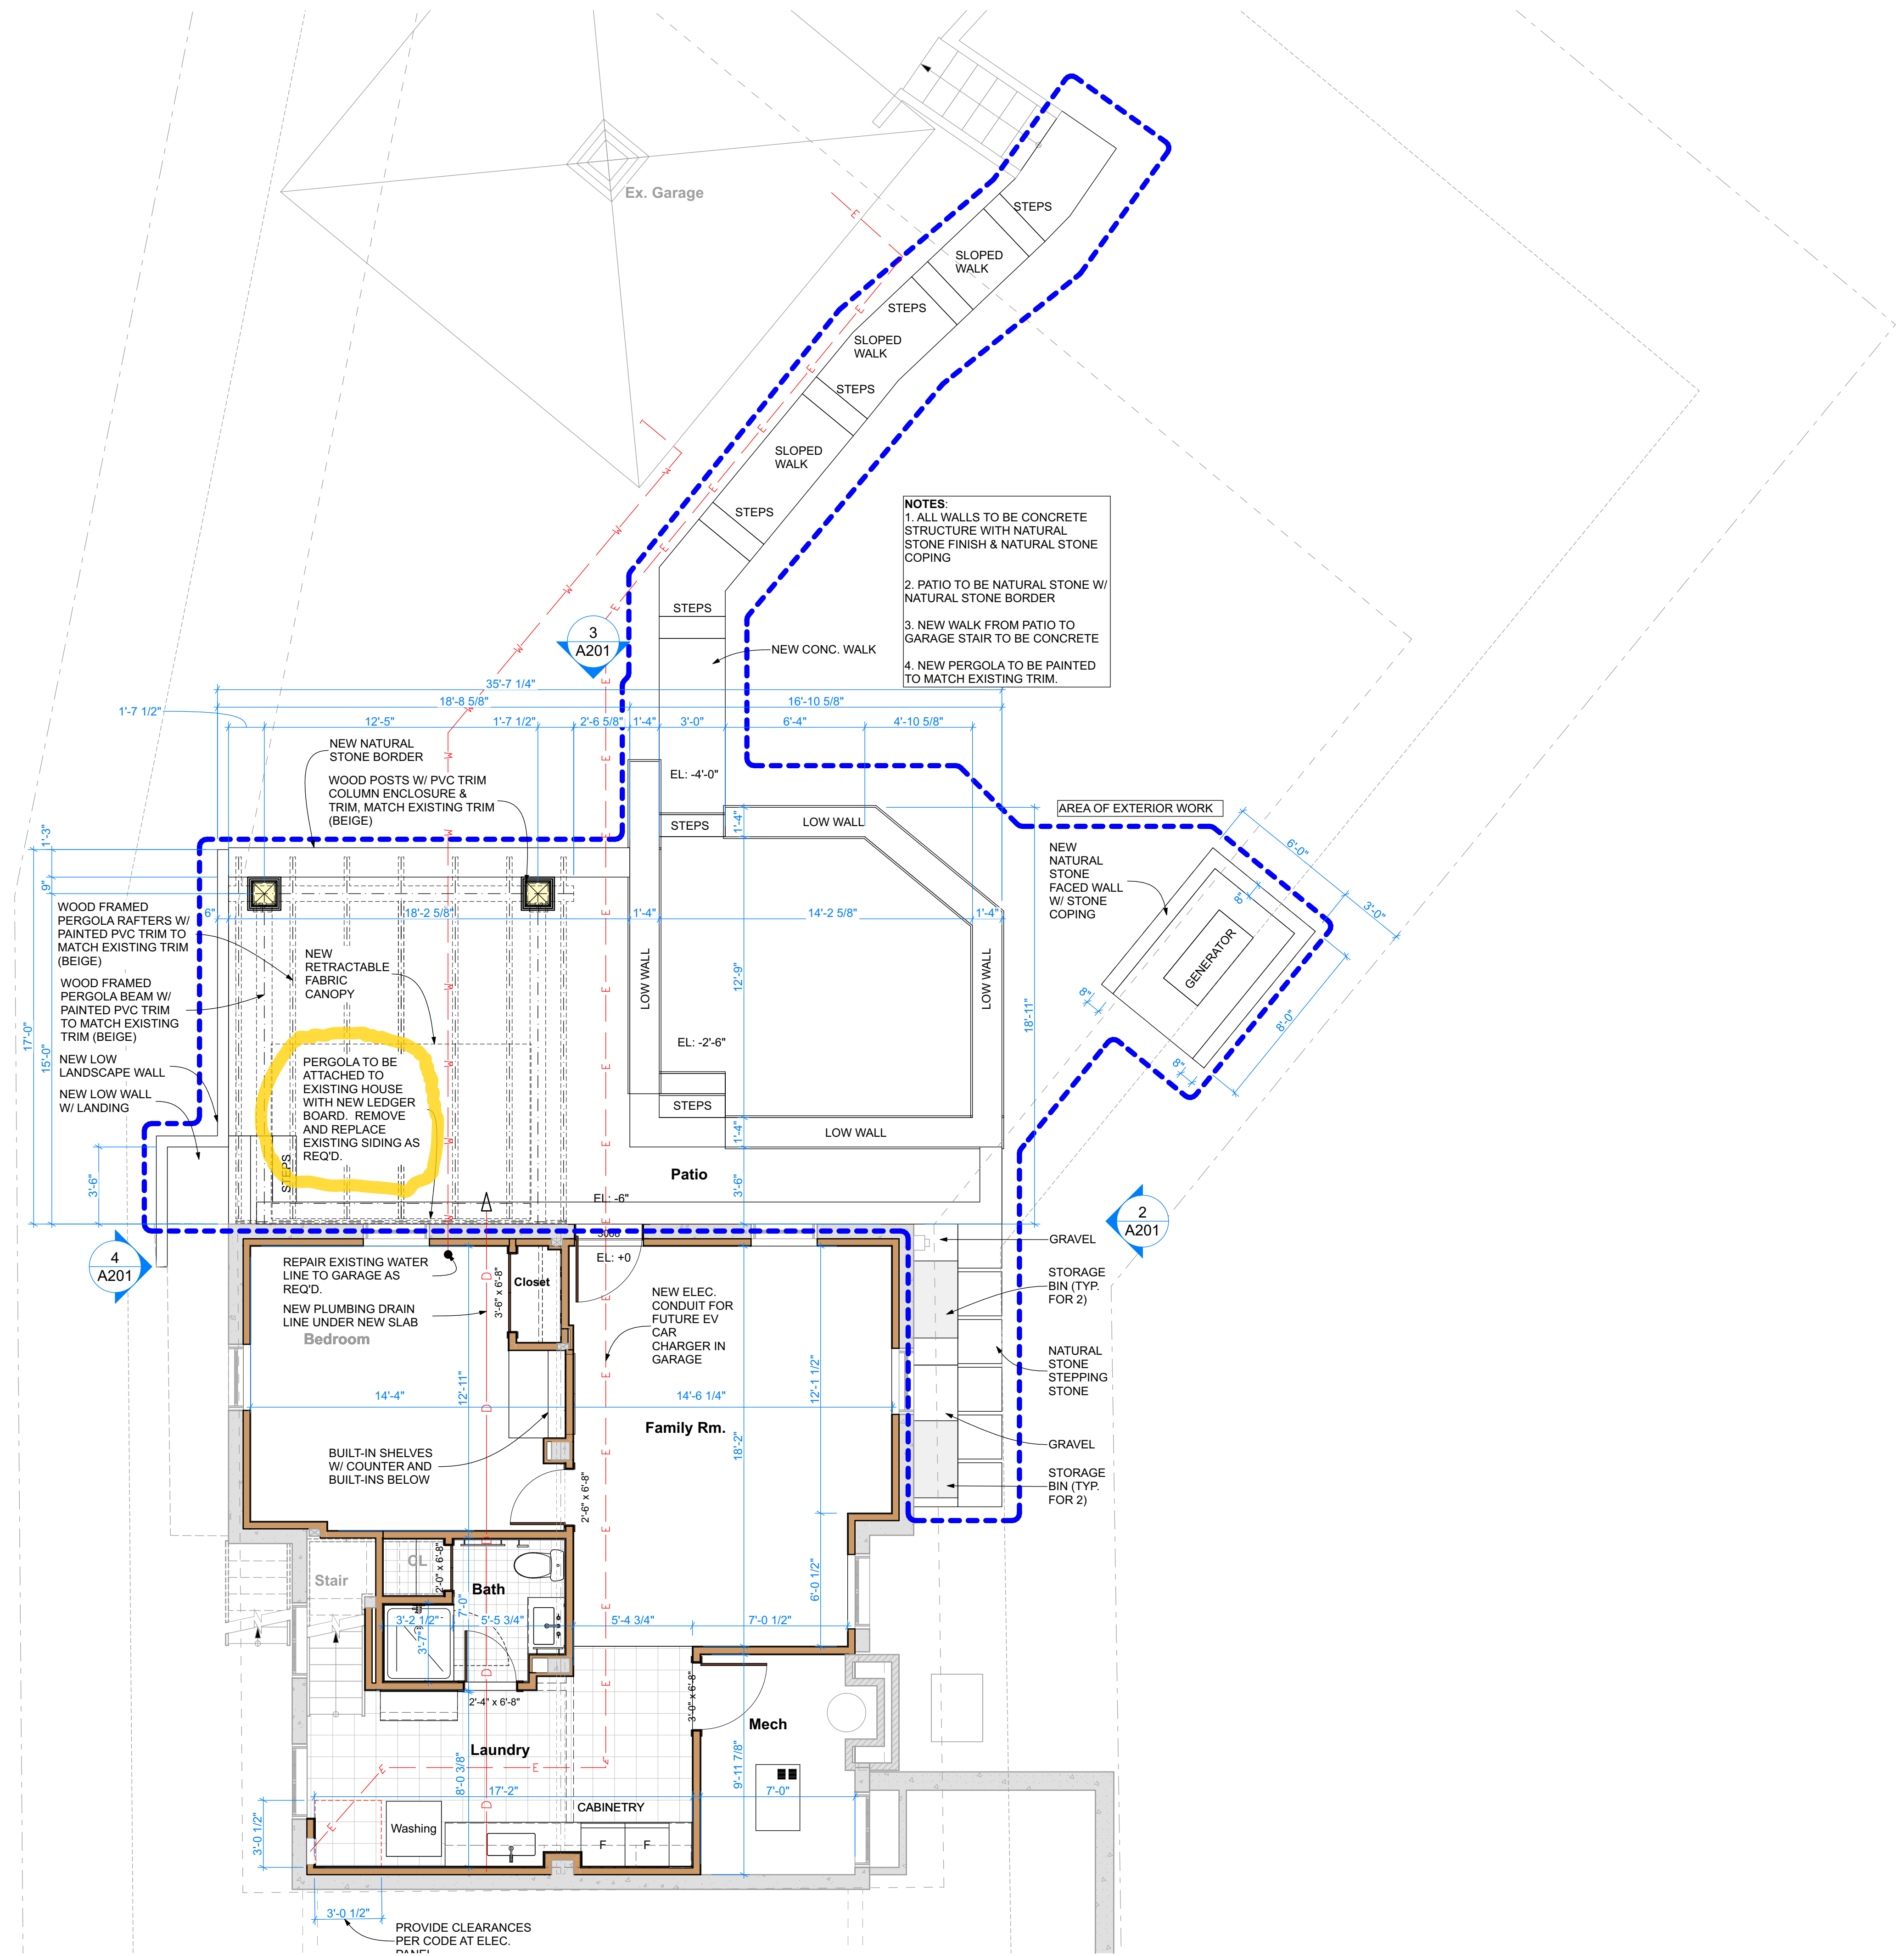 Ex. Garage
STEPS
SLOPED
WALK
STEPS
SLOPED
WALK
STEPS
SLOPED
WALK
STEPS
E
E
E
E
E
E
E
W
W
W
W
W
NOTES:
1. ALL WALLS TO BE CONCRETE
STRUCTURE WITH NATURAL
STONE FINISH & NATURAL STONE
COPING
2. PATIO TO BE NATURAL STONE W/
NATURAL STONE BORDER
3. NEW WALK FROM PATIO TO
GARAGE STAIR TO BE CONCRETE
4. NEW PERGOLA TO BE PAINTED
TO MATCH EXISTING TRIM.
STEPS
3
A201
NEW CONC. WALK
35'-7 1/4"
18'-8 5/8"
16'-10 5/8"
1'-7 1/2"
12'-5"
1'-7 1/2"
2'-6 5/8"
1'-4"
3'-0"
6'-4"
4'-10 5/8"
NEW NATURAL
STONE BORDER
WOOD POSTS W/ PVC TRIM
COLUMN ENCLOSURE &
TRIM, MATCH EXISTING TRIM
(BEIGE)
EL: -4'-0"
STEPS
1'-4"
LOW WALL
AREA OF EXTERIOR WORK
6'-0"
3'-0"
NEW
NATURAL
STONE
FACED WALL
W/ STONE
COPING
8"
GENERATOR
8"
8'-0"
8"
1'-3"
9"
17'-0"
15'-0"
WOOD FRAMED
PERGOLA RAFTERS W/
PAINTED PVC TRIM TO
MATCH EXISTING TRIM
(BEIGE)
6"
18'-2 5/8"
1'-4"
14'-2 5/8"
1'-4"
NEW
RETRACTABLE
FABRIC
CANOPY
LOW WALL
12'-9"
LOW WALL
18'-11"
WOOD FRAMED
PERGOLA BEAM W/
PAINTED PVC TRIM
TO MATCH EXISTING
TRIM (BEIGE)
EL: -2'-6"
NEW LOW
LANDSCAPE WALL
NEW LOW WALL
W/ LANDING
PERGOLA TO BE
ATTACHED TO
EXISTING HOUSE
WITH NEW LEDGER
BOARD. REMOVE
AND REPLACE
EXISTING SIDING AS
REQ'D.
STEPS
1'-4"
LOW WALL
STEPS
Patio
3'-6"
3'-6"
EL: -6"
2
A201
4
A201
EL: +0
GRAVEL
REPAIR EXISTING WATER
LINE TO GARAGE AS
REQ'D.
Closet
3'-6" x 6'-8"
STORAGE
BIN (TYP.
FOR 2)
NEW PLUMBING DRAIN
LINE UNDER NEW SLAB
Bedroom
NEW ELEC.
CONDUIT FOR
FUTURE EV
CAR
CHARGER IN
GARAGE
NATURAL
STONE
STEPPING
STONE
14'-4"
12'-11"
14'-6 1/4"
12'-1 1/2"
Family Rm.
18'-2"
GRAVEL
BUILT-IN SHELVES
W/ COUNTER AND
BUILT-INS BELOW
STORAGE
BIN (TYP.
FOR 2)
2'-6" x 6'-8"
CL
2'-0" x 6'-8"
Stair
Bath
7'-0"
6'-0 1/2"
3'-2 1/2"
5'-5 3/4"
5'-4 3/4"
7'-0 1/2"
3'-7"
2'-4" x 6'-8"
3'-0" x 6'-8"
Mech
Laundry
8'-0 3/8"
9'-11 7/8"
17'-2"
7'-0"
CABINETRY
3'-0 1/2"
Washing
F
F
3'-0 1/2"
PROVIDE CLEARANCES
PER CODE AT ELEC.